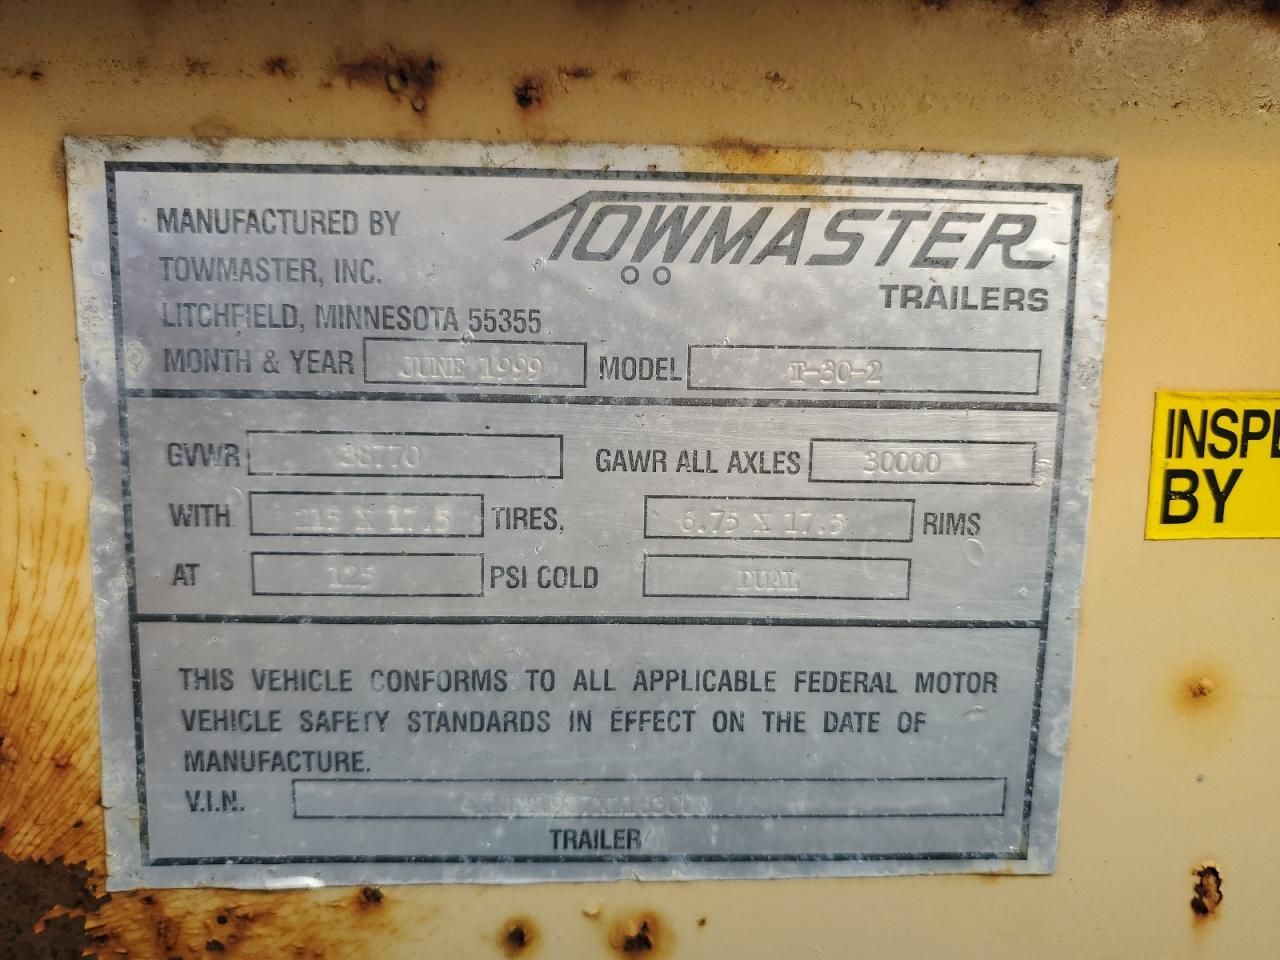 MANUFACTURED BY
TOWMASTER, INC.
LITCHFIELD, MINNESOTA 55355
TOWMASTER
TRAILERS
MONTH & YEAR JUNE 1999 MODEL T-30-2
GVWR 38770 GAWR ALL AXLES 30000
WITH 215 X 17.5 TIRES, 6.75 X 17.5 RIMS
AT 125 PSI COLD DUAL
THIS VEHICLE CONFORMS TO ALL APPLICABLE FEDERAL MOTOR
VEHICLE SAFETY STANDARDS IN EFFECT ON THE DATE OF
MANUFACTURE.
V.I.N.
TRAILER
BY